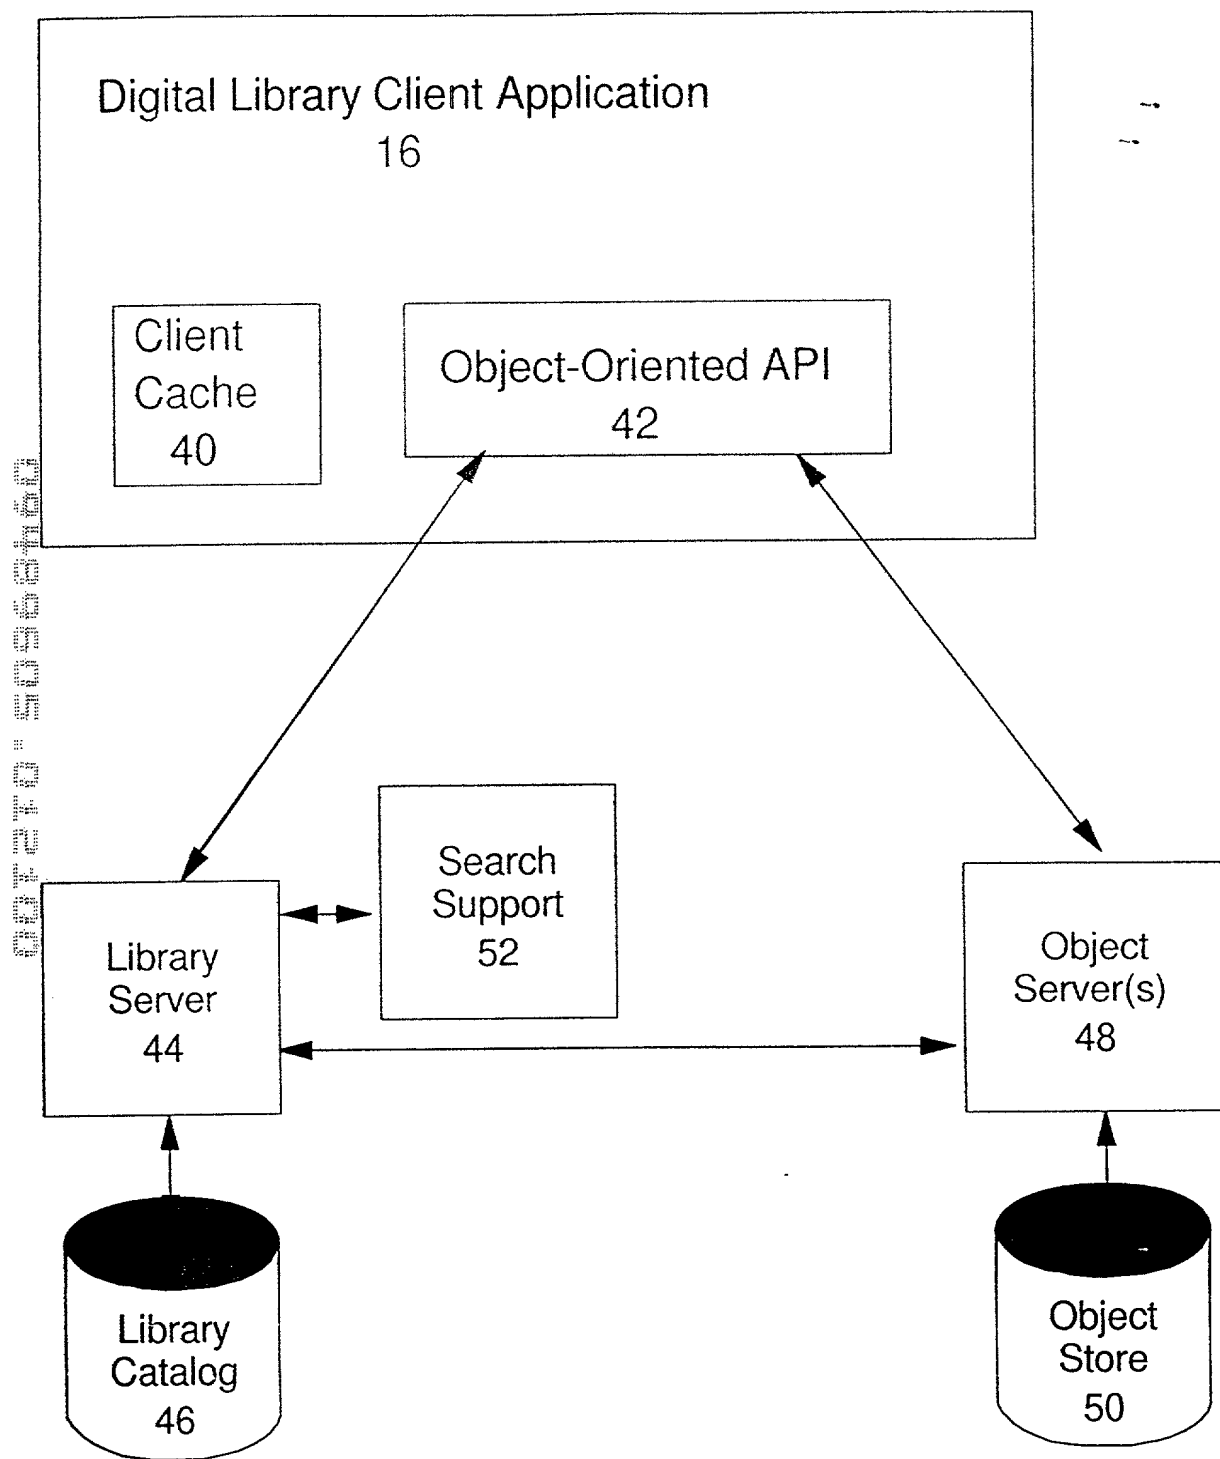 Digital Library Client Application
16
Client
Cache
40
Object-Oriented API
42
Search
Support
52
Library
Server
44
Object
Server(s)
48
Library
Catalog
46
Object
Store
50